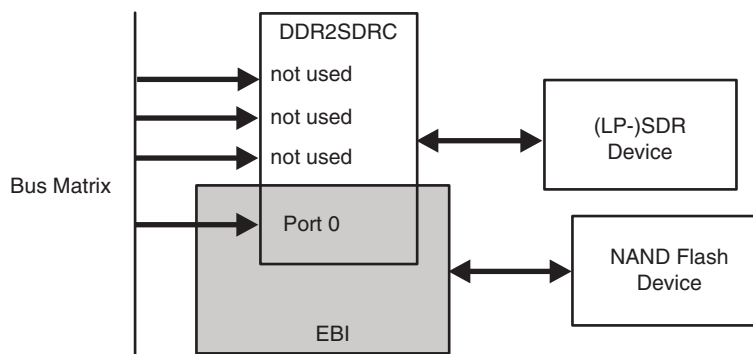 DDR2SDRC
not used
not used
not used
(LP-)SDR
Device
Bus Matrix
Port 0
NAND Flash
Device
EBI